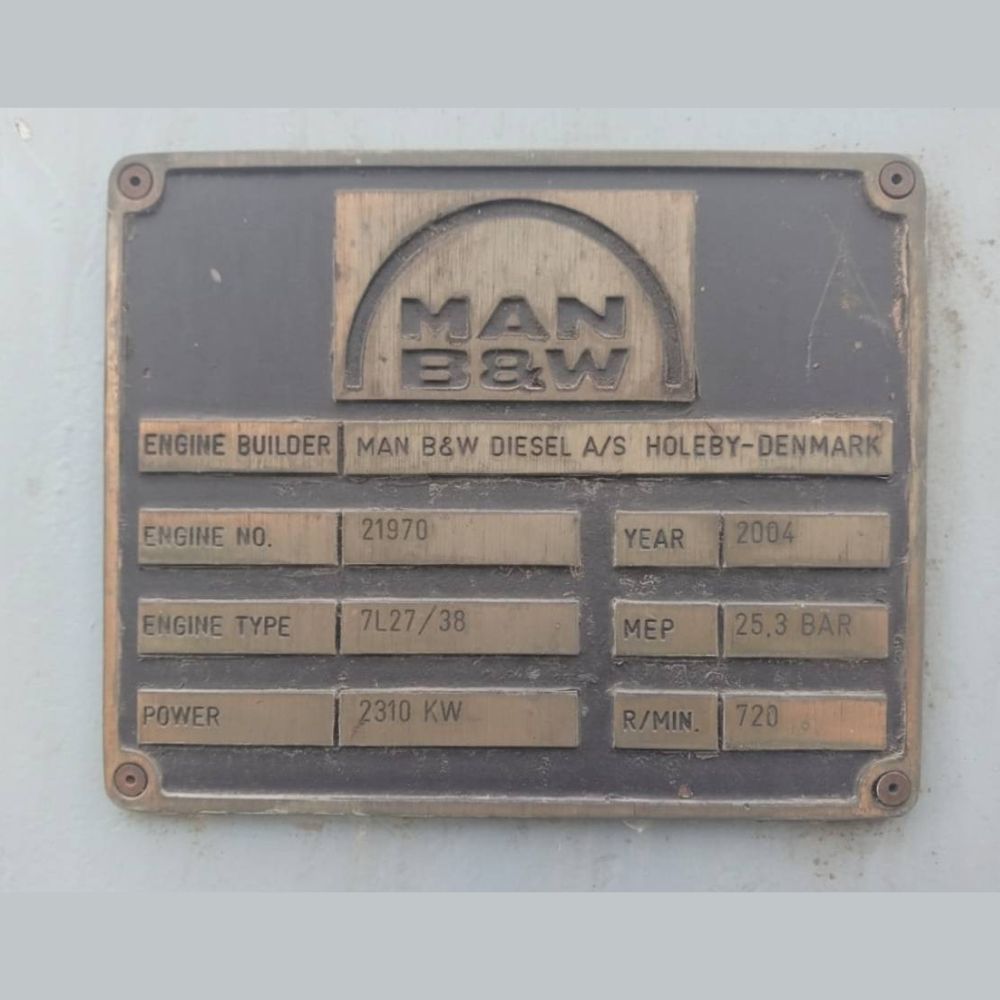 MAN
B&W
ENGINE BUILDER MAN B&W DIESEL A/S HOLEBY-DENMARK
ENGINE NO. 21970 YEAR 2004
ENGINE TYPE 7L27/38 MEP 25,3 BAR
POWER 2310 KW R/MIN. 720